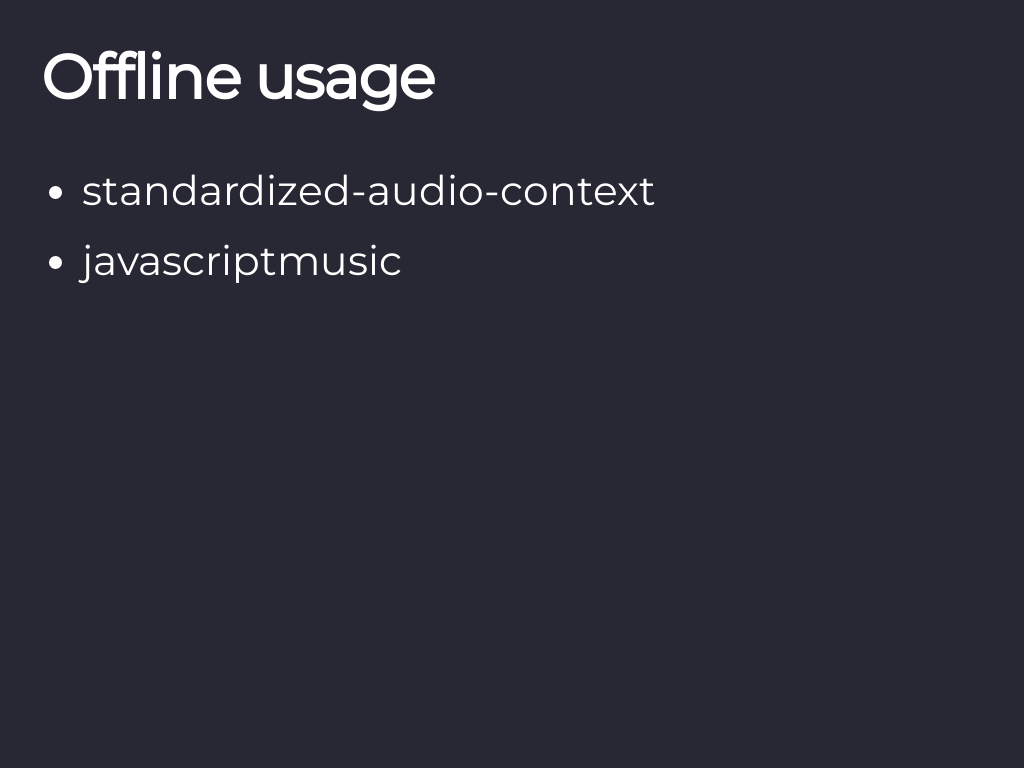 Offline usage
standardized-audio-context
javascriptmusic